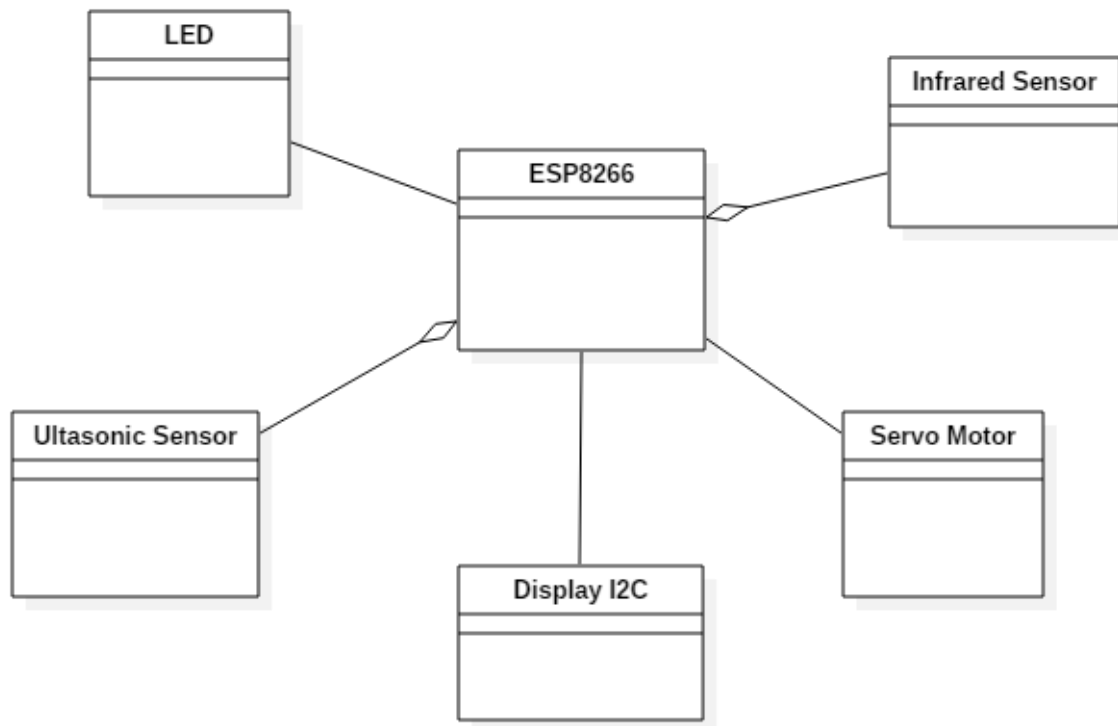 LED
Infrared Sensor
ESP8266
Ultasonic Sensor
Servo Motor
Display I2C